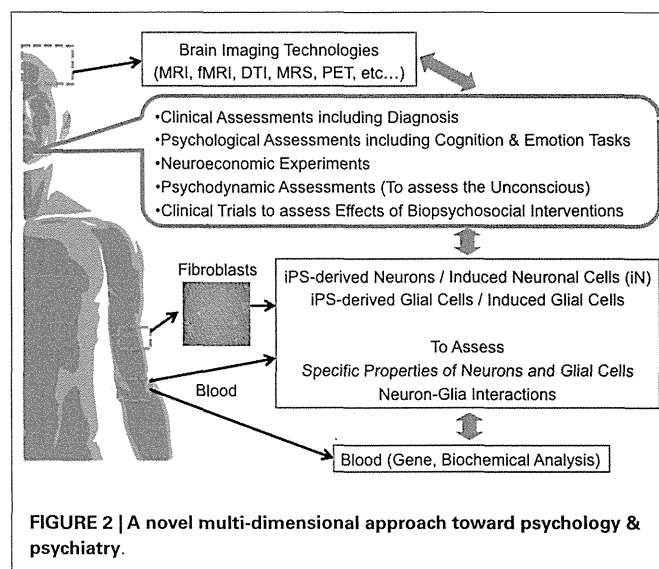 Brain Imaging Technologies
(MRI, fMRI, DTI, MRS, PET, etc…)
•Clinical Assessments including Diagnosis
•Psychological Assessments including Cognition & Emotion Tasks
•Neuroeconomic Experiments
•Psychodynamic Assessments (To assess the Unconscious)
•Clinical Trials to assess Effects of Biopsychosocial Interventions
Fibroblasts
iPS-derived Neurons / Induced Neuronal Cells (iN)
iPS-derived Glial Cells / Induced Glial Cells
To Assess
Specific Properties of Neurons and Glial Cells
Neuron-Glia Interactions
Blood
Blood (Gene, Biochemical Analysis)
FIGURE 2 | A novel multi-dimensional approach toward psychology &
psychiatry.